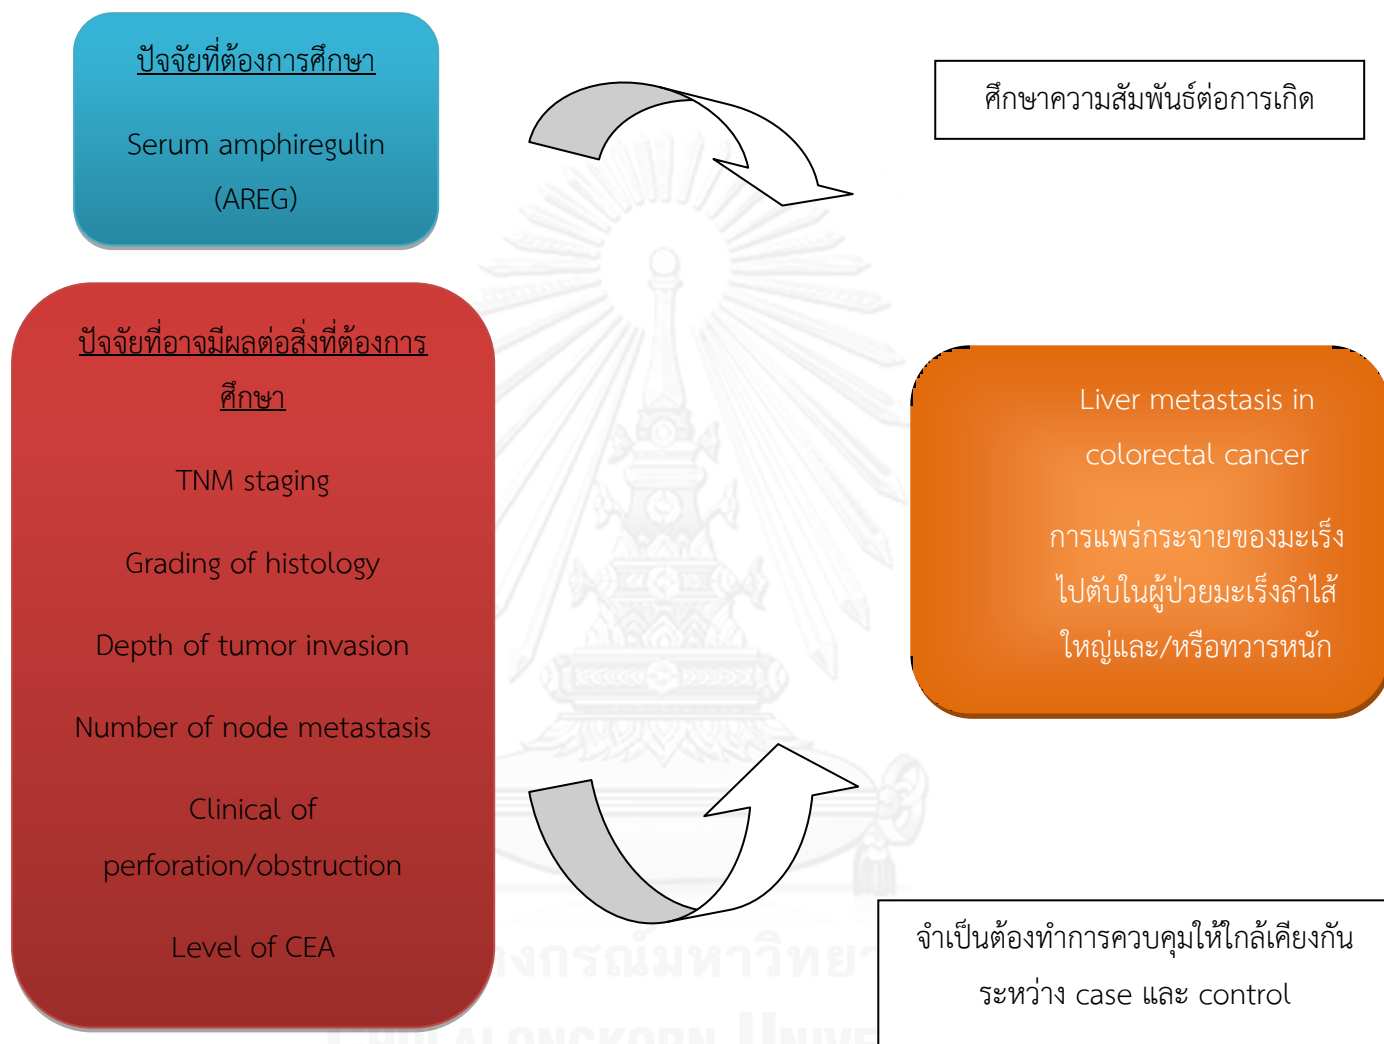 ปัจจัยที่ต้องการศึกษา
Serum amphiregulin
(AREG)
ศึกษาความสัมพันธ์ต่อการเกิด
ปัจจัยที่อาจมีผลต่อสิ่งที่ต้องการ
ศึกษา
TNM staging
Grading of histology
Depth of tumor invasion
Number of node metastasis
Clinical of
perforation/obstruction
Level of CEA
Liver metastasis in
colorectal cancer
การแพร่กระจายของมะเร็ง
ไปตับในผู้ป่วยมะเร็งลำไส้
ใหญ่และ/หรือทวารหนัก
จำเป็นต้องทำการควบคุมให้ใกล้เคียงกัน
ระหว่าง case และ control